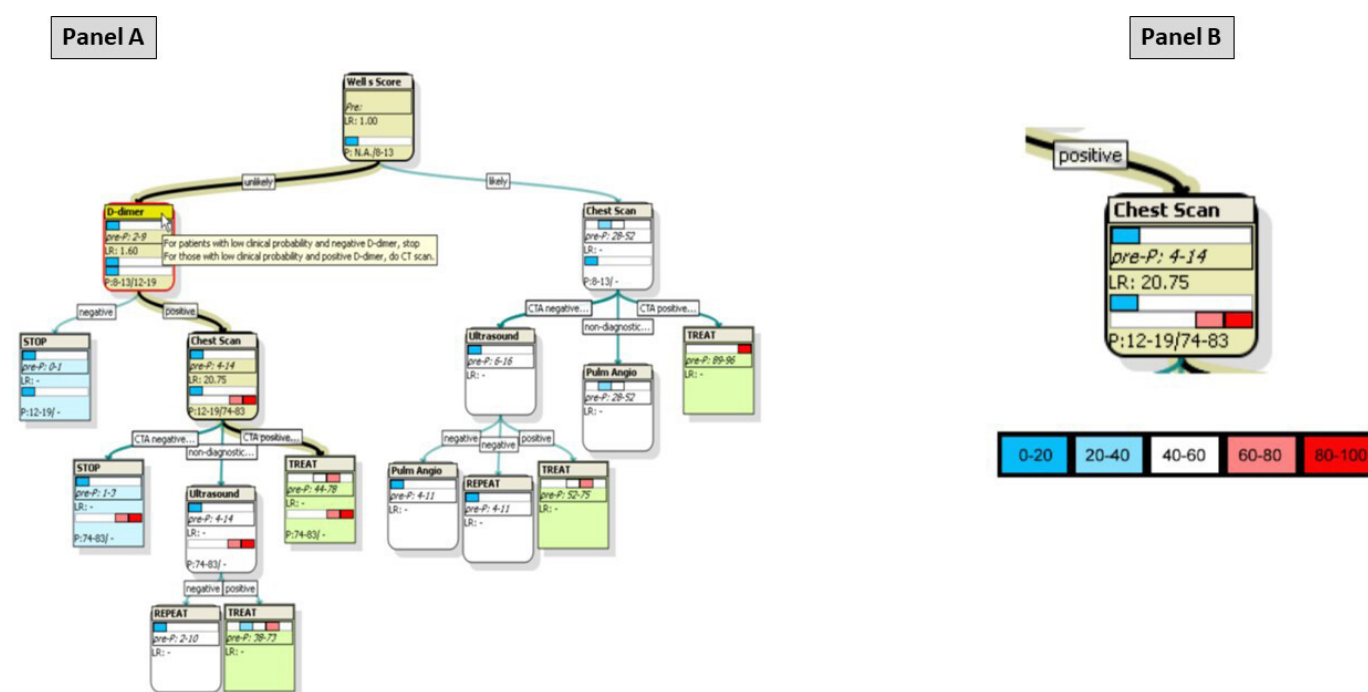 Panel A
Panel B
Well s Score
Pre:
LR: 1.00
P: N.A./8-13
unlikely
likely
D-dimer
pre-P: 2-9
LR: 1.60
P:8-13/12-19
For patients with low clinical probability and negative D-dimer, stop
For those with low clinical probability and positive D-dimer, do CT scan.
Chest Scan
pre-P: 28-52
LR: -
P:8-13/ -
negative
positive
CTA negative...
non-diagnostic...
CTA positive...
STOP
pre-P: 0-1
LR: -
P:12-19/ -
Chest Scan
pre-P: 4-14
LR: 20.75
P:12-19/74-83
Ultrasound
pre-P: 6-16
LR: -
Pulm Angio
pre-P: 28-52
LR: -
TREAT
pre-P: 89-96
LR: -
CTA negative...
non-diagnostic...
CTA positive...
negative
negative
positive
STOP
pre-P: 1-3
LR: -
P:74-83/ -
Ultrasound
pre-P: 4-14
LR: -
P:74-83/ -
TREAT
pre-P: 44-78
LR: -
P:74-83/ -
Pulm Angio
pre-P: 4-11
LR: -
REPEAT
pre-P: 4-11
LR: -
TREAT
pre-P: 52-75
LR: -
negative
positive
REPEAT
pre-P: 2-10
LR: -
TREAT
pre-P: 38-73
LR: -
positive
Chest Scan
pre-P: 4-14
LR: 20.75
P:12-19/74-83
0-20
20-40
40-60
60-80
80-100